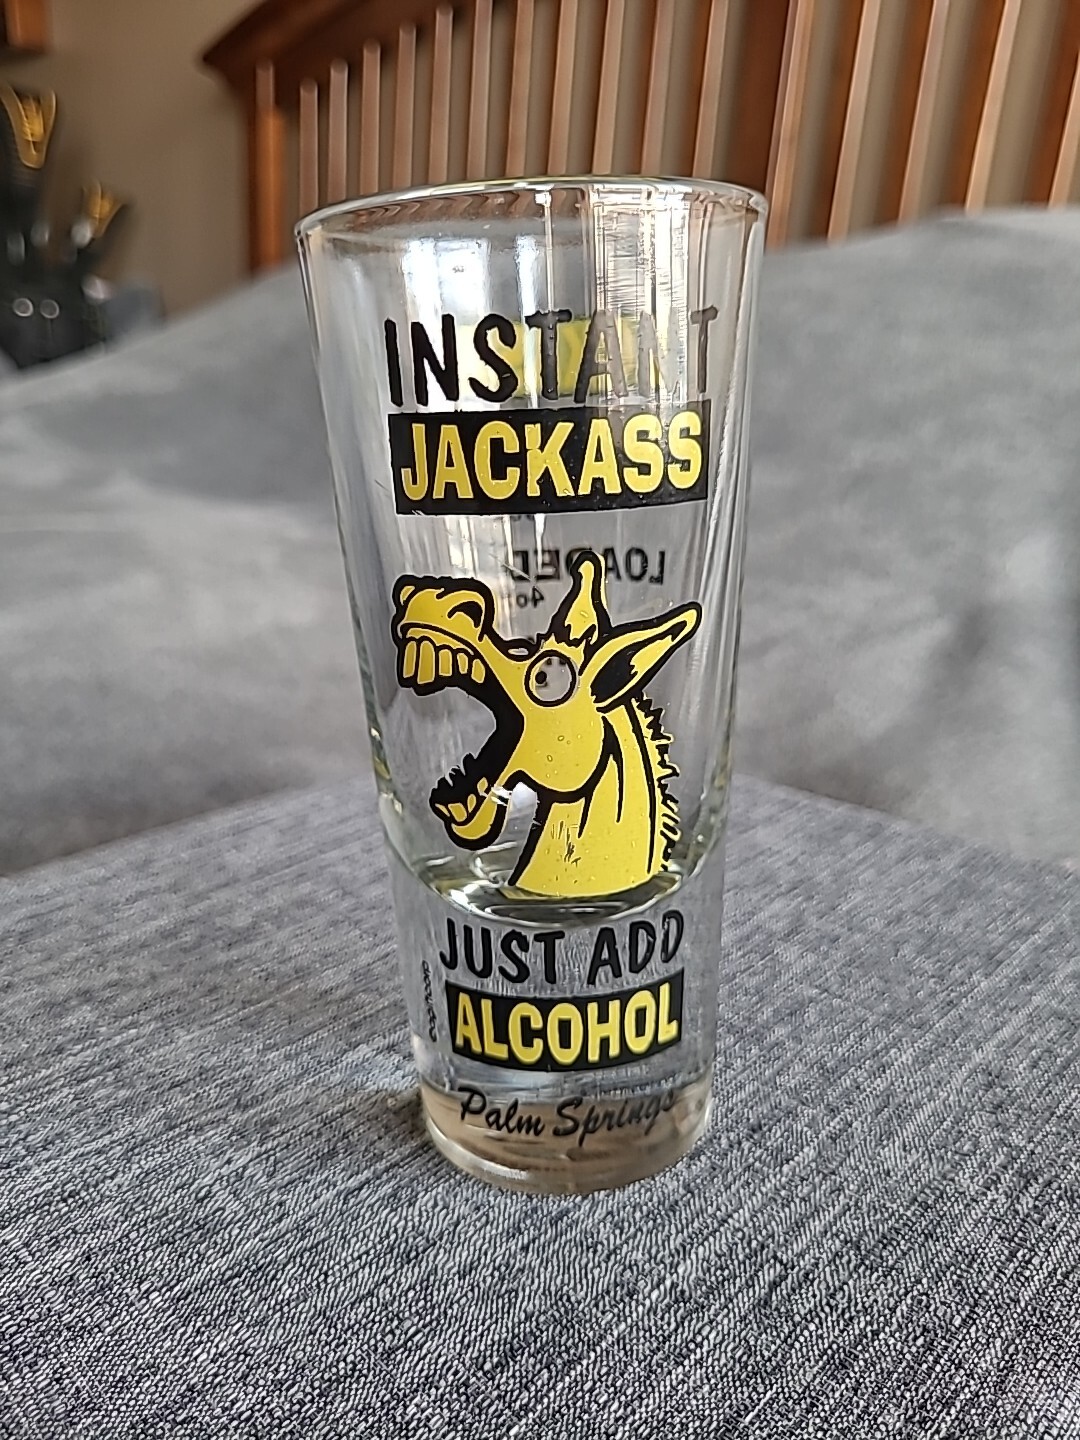 INSTANT
JACKASS
LOADED
JUST ADD
ALCOHOL
Palm Springs